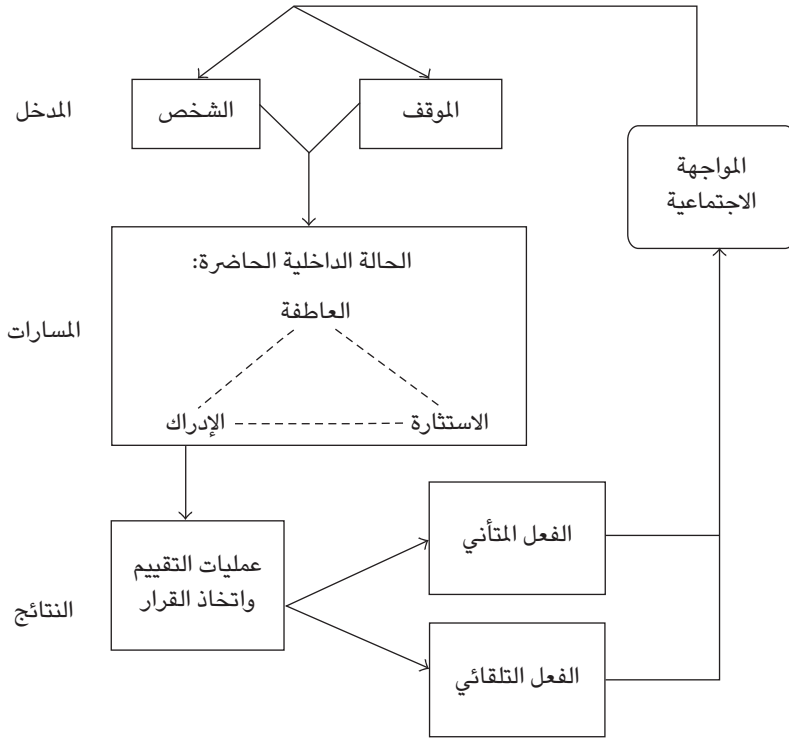 المدخل
الشخص
الموقف
المواجهة
الاجتماعية
المسارات
الحالة الداخلية الحاضرة:
العاطفة
الإدراك
الاستثارة
النتائج
عمليات التقييم
واتخاذ القرار
الفعل المتأني
الفعل التلقائي